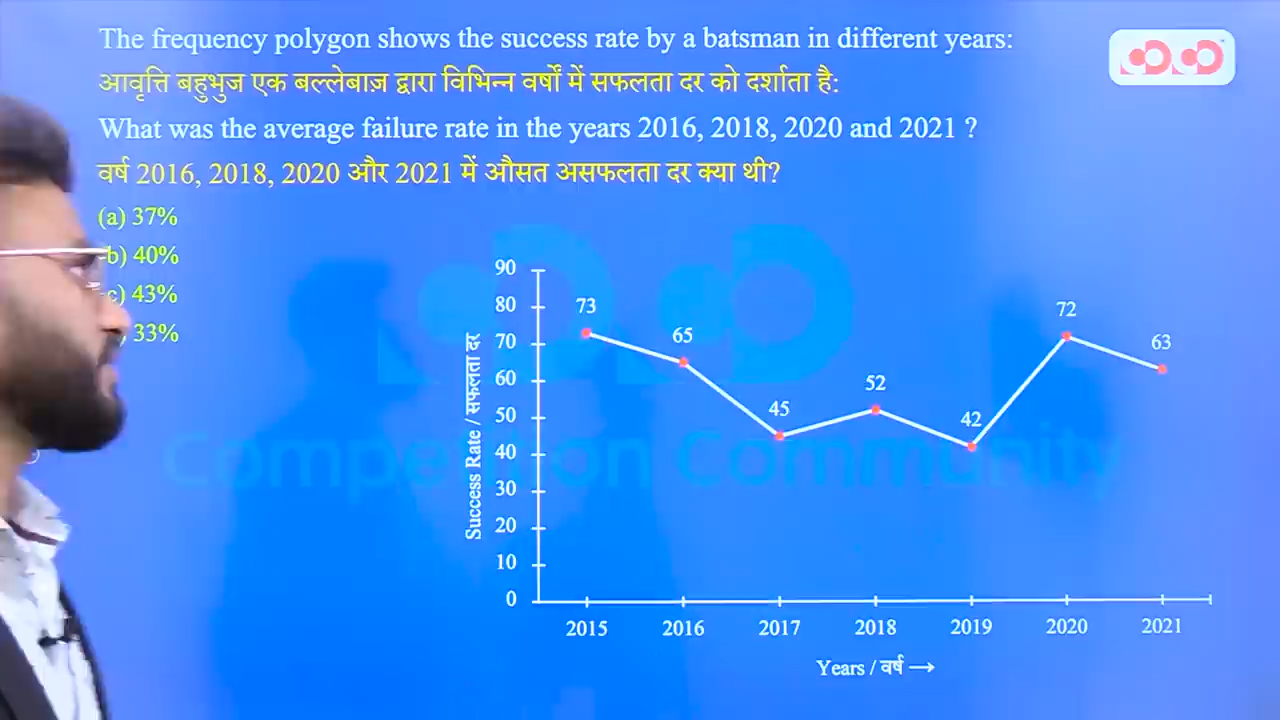 The frequency polygon shows the success rate by a batsman in different years:
आवृत्ति बहुभुज एक बल्लेबाज़ द्वारा विभिन्न वर्षों में सफलता दर को दर्शाता है:
What was the average failure rate in the years 2016, 2018, 2020 and 2021 ?
वर्ष 2016, 2018, 2020 और 2021 में औसत असफलता दर क्या थी?
(a) 37%
b) 40%
c) 43%
33%
90
80
70
60
50
40
30
20
10
0
Success Rate / सफलता दर
73
65
45
52
42
72
63
2015 2016 2017 2018 2019 2020 2021
Years / वर्ष →
Competition Community